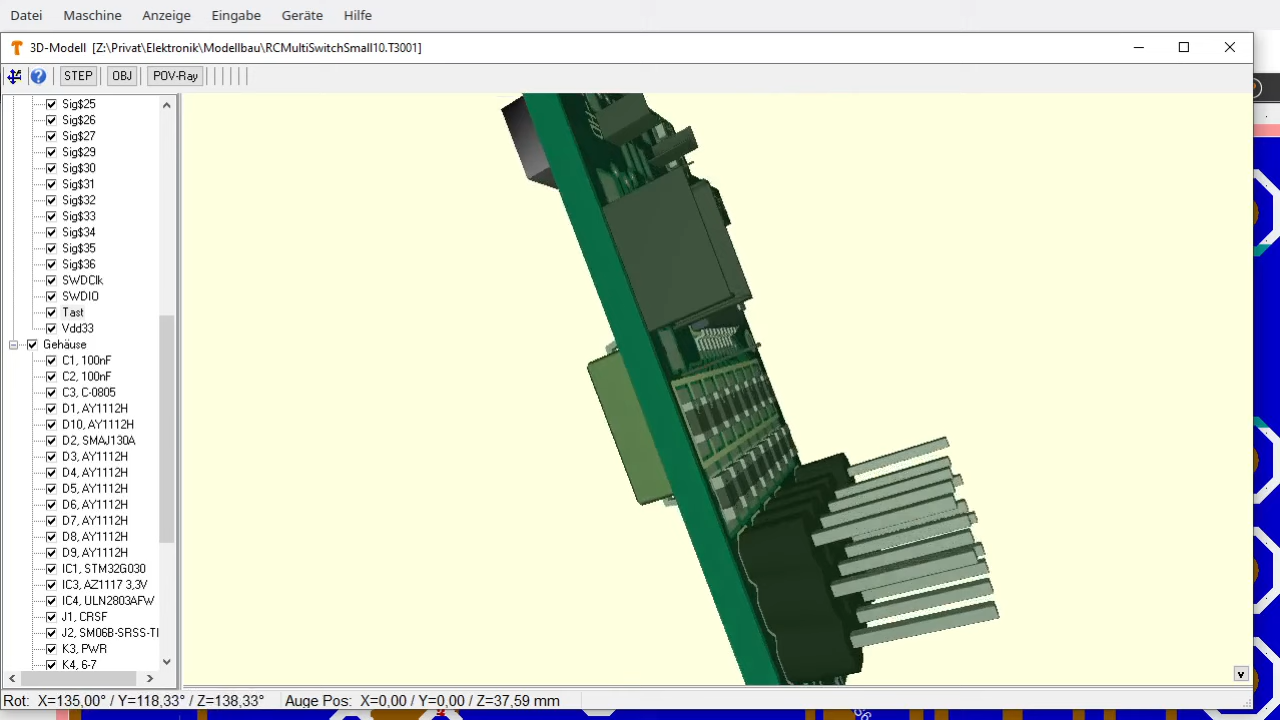 Datei Maschine Anzeige Eingabe Geräte Hilfe
3D-Modell [Z:\Privat\Elektronik\Modellbau\RCMultiSwitchSmall10.T3001]
STEP OBJ POV-Ray
Sig$25
Sig$26
Sig$27
Sig$29
Sig$30
Sig$31
Sig$32
Sig$33
Sig$34
Sig$35
Sig$36
SWDClk
SWDIO
Tast
Vdd33
Gehäuse
C1, 100nF
C2, 100nF
C3, C-0805
D1, AY1112H
D10, AY1112H
D2, SMAJ130A
D3, AY1112H
D4, AY1112H
D5, AY1112H
D6, AY1112H
D7, AY1112H
D8, AY1112H
D9, AY1112H
IC1, STM32G030
IC3, AZ1117 3,3V
IC4, ULN2803AFW
J1, CRSF
J2, SM06B-SRSS-TI
K3, PWR
K4, 6-7
Rot: X=135,00° / Y=118,33° / Z=138,33° Auge Pos: X=0,00 / Y=0,00 / Z=37,59 mm